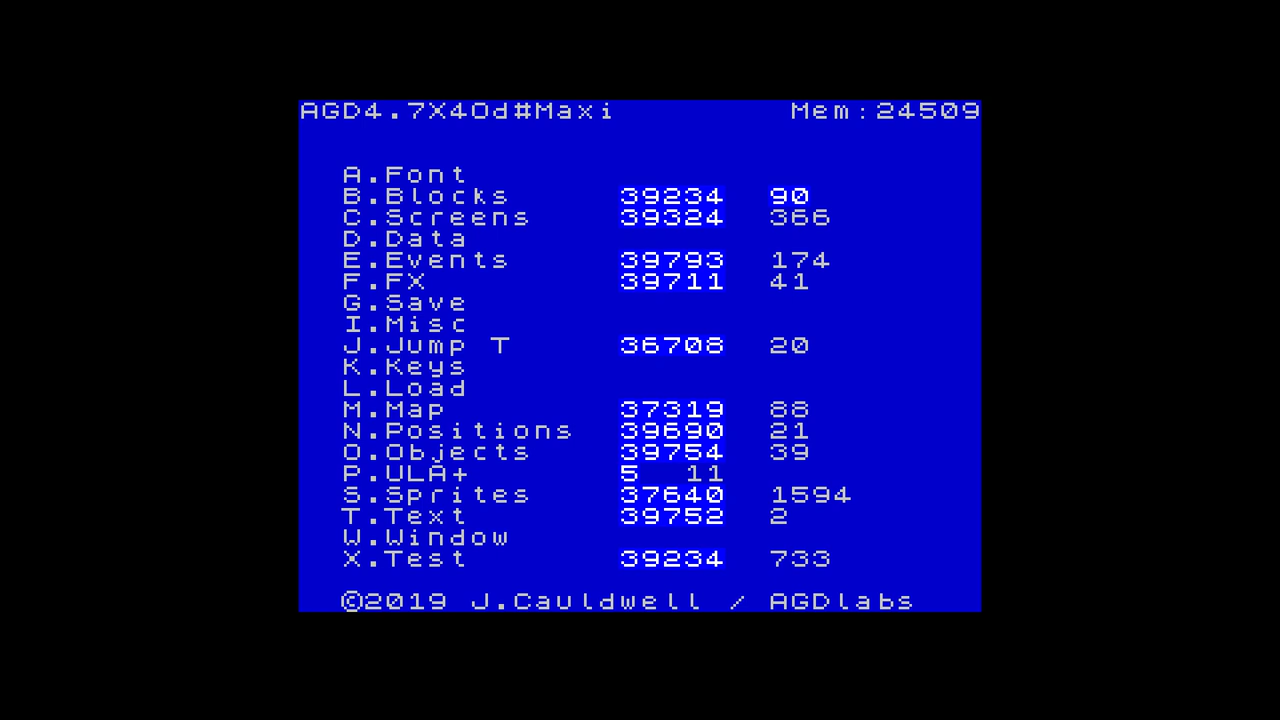 AGD4.7X4Od#Maxi Mem:24509
A.Font
B.Blocks 39234 90
C.Screens 39324 366
D.Data
E.Events 39793 174
F.FX 39711 41
G.Save
I.Misc
J.Jump T 36708 20
K.Keys
L.Load
M.Map 37319 88
N.Positions 39690 21
O.Objects 39754 39
P.ULA+ 5 11
S.Sprites 37640 1594
T.Text 39752 2
W.Window
X.Test 39234 733
©2019 J.Cauldwell / AGDlabs